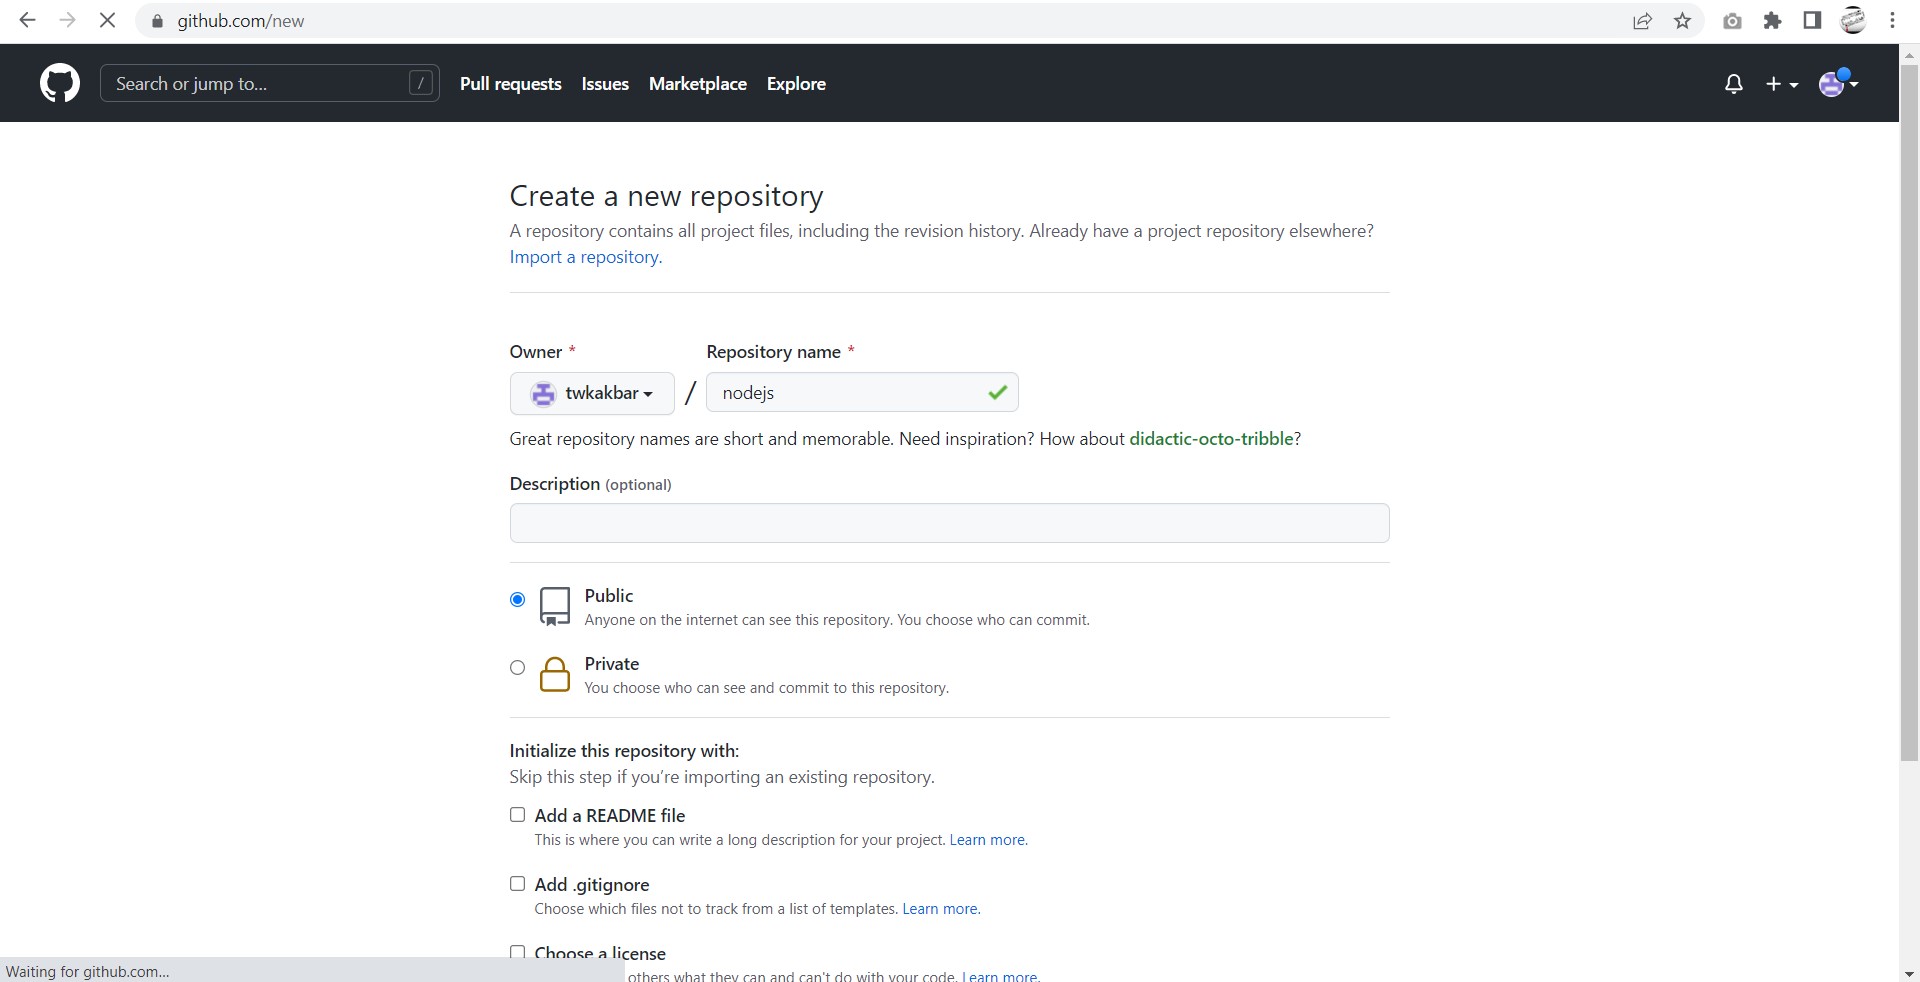 github.com/new
Search or jump to... /
Pull requests Issues Marketplace Explore
Create a new repository
A repository contains all project files, including the revision history. Already have a project repository elsewhere?
Import a repository.
Owner * Repository name *
twkakbar / nodejs
Great repository names are short and memorable. Need inspiration? How about didactic-octo-tribble?
Description (optional)
Public
Anyone on the internet can see this repository. You choose who can commit.
Private
You choose who can see and commit to this repository.
Initialize this repository with:
Skip this step if you’re importing an existing repository.
Add a README file
This is where you can write a long description for your project. Learn more.
Add .gitignore
Choose which files not to track from a list of templates. Learn more.
Choose a license
others what they can and can't do with your code. Learn more.
Waiting for github.com...